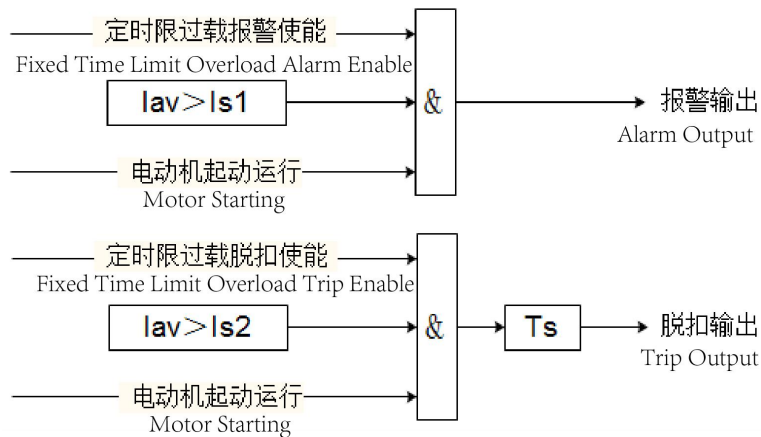 定时限过载报警使能
Fixed Time Limit Overload Alarm Enable
Iav>Is1
&
报警输出
Alarm Output
电动机起动运行
Motor Starting
定时限过载脱扣使能
Fixed Time Limit Overload Trip Enable
Iav>Is2
&
Ts
脱扣输出
Trip Output
电动机起动运行
Motor Starting